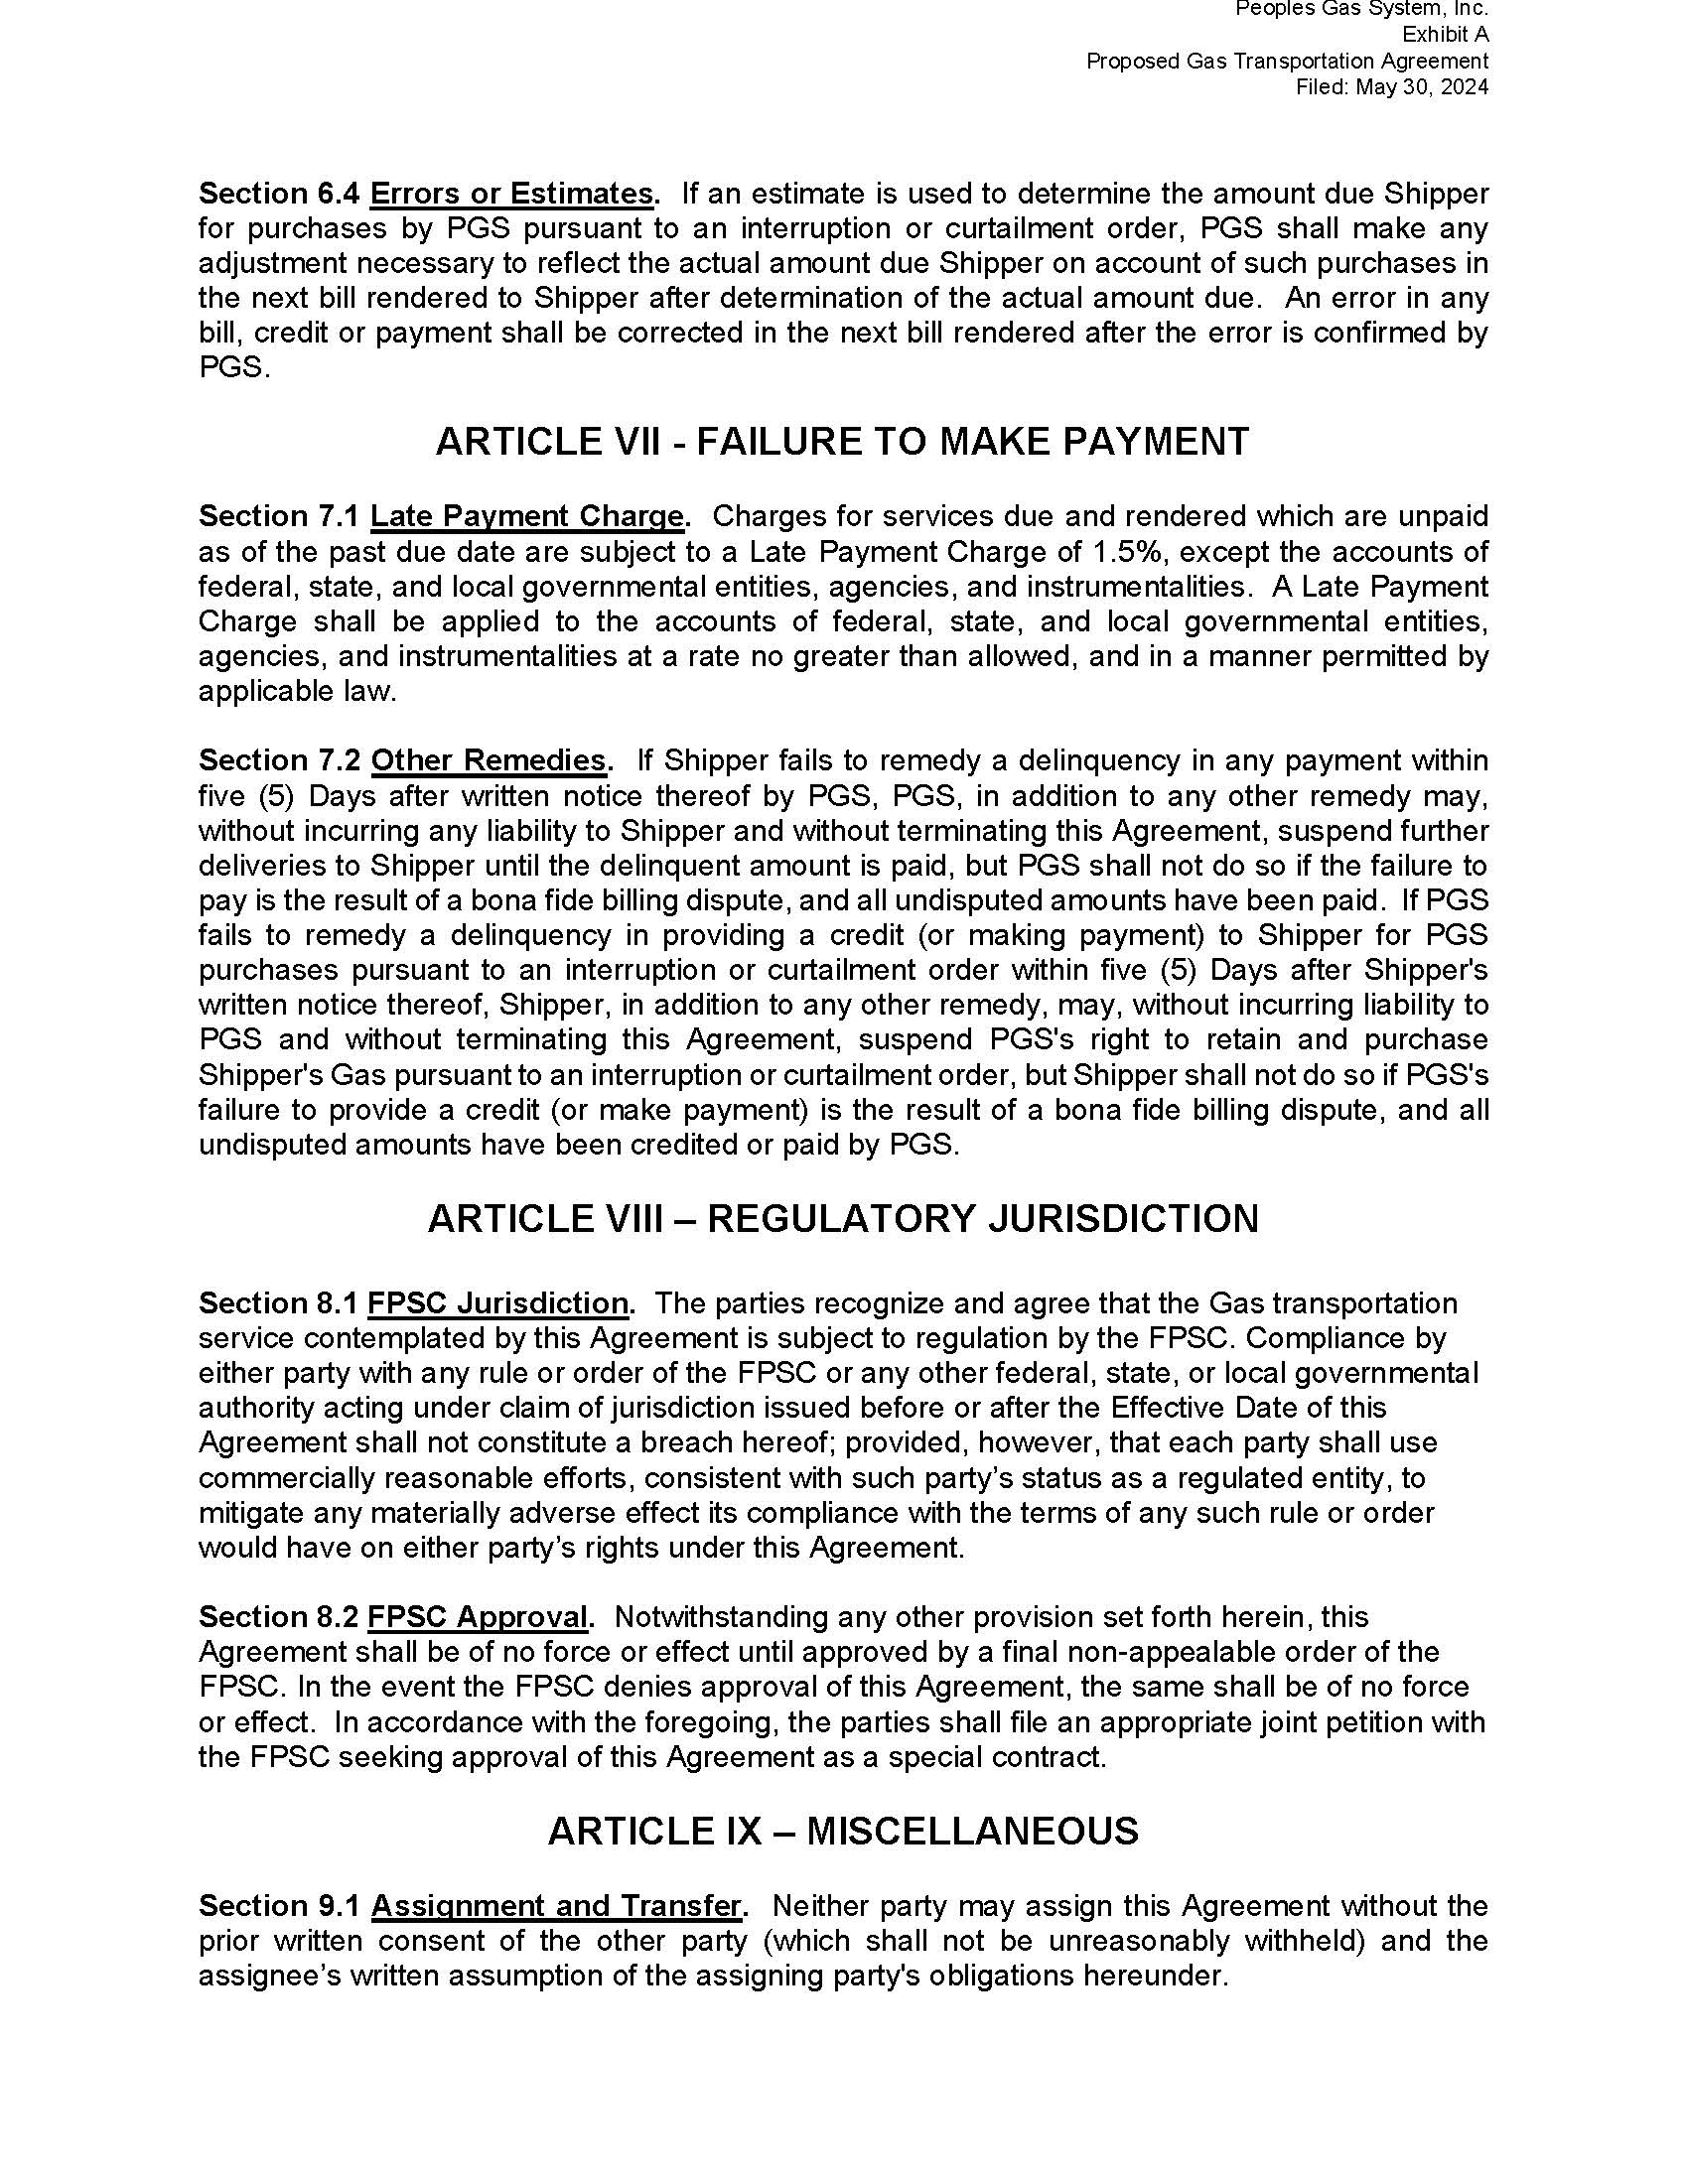 Peoples Gas System, Inc.
Exhibit A
Proposed Gas Transportation Agreement
Filed: May 30, 2024
Section 6.4 Errors or Estimates. If an estimate is used to determine the amount due Shipper
for purchases by PGS pursuant to an interruption or curtailment order, PGS shall make any
adjustment necessary to reflect the actual amount due Shipper on account of such purchases in
the next bill rendered to Shipper after determination of the actual amount due. An error in any
bill, credit or payment shall be corrected in the next bill rendered after the error is confirmed by
PGS.
ARTICLE VII - FAILURE TO MAKE PAYMENT
Section 7.1 Late Payment Charge. Charges for services due and rendered which are unpaid
as of the past due date are subject to a Late Payment Charge of 1.5%, except the accounts of
federal, state, and local governmental entities, agencies, and instrumentalities. A Late Payment
Charge shall be applied to the accounts of federal, state, and local governmental entities,
agencies, and instrumentalities at a rate no greater than allowed, and in a manner permitted by
applicable law.
Section 7.2 Other Remedies. If Shipper fails to remedy a delinquency in any payment within
five (5) Days after written notice thereof by PGS, PGS, in addition to any other remedy may,
without incurring any liability to Shipper and without terminating this Agreement, suspend further
deliveries to Shipper until the delinquent amount is paid, but PGS shall not do so if the failure to
pay is the result of a bona fide billing dispute, and all undisputed amounts have been paid. If PGS
fails to remedy a delinquency in providing a credit (or making payment) to Shipper for PGS
purchases pursuant to an interruption or curtailment order within five (5) Days after Shipper's
written notice thereof, Shipper, in addition to any other remedy, may, without incurring liability to
PGS and without terminating this Agreement, suspend PGS's right to retain and purchase
Shipper's Gas pursuant to an interruption or curtailment order, but Shipper shall not do so if PGS's
failure to provide a credit (or make payment) is the result of a bona fide billing dispute, and all
undisputed amounts have been credited or paid by PGS.
ARTICLE VIII – REGULATORY JURISDICTION
Section 8.1 FPSC Jurisdiction. The parties recognize and agree that the Gas transportation
service contemplated by this Agreement is subject to regulation by the FPSC. Compliance by
either party with any rule or order of the FPSC or any other federal, state, or local governmental
authority acting under claim of jurisdiction issued before or after the Effective Date of this
Agreement shall not constitute a breach hereof; provided, however, that each party shall use
commercially reasonable efforts, consistent with such party’s status as a regulated entity, to
mitigate any materially adverse effect its compliance with the terms of any such rule or order
would have on either party’s rights under this Agreement.
Section 8.2 FPSC Approval. Notwithstanding any other provision set forth herein, this
Agreement shall be of no force or effect until approved by a final non-appealable order of the
FPSC. In the event the FPSC denies approval of this Agreement, the same shall be of no force
or effect. In accordance with the foregoing, the parties shall file an appropriate joint petition with
the FPSC seeking approval of this Agreement as a special contract.
ARTICLE IX – MISCELLANEOUS
Section 9.1 Assignment and Transfer. Neither party may assign this Agreement without the
prior written consent of the other party (which shall not be unreasonably withheld) and the
assignee’s written assumption of the assigning party's obligations hereunder.